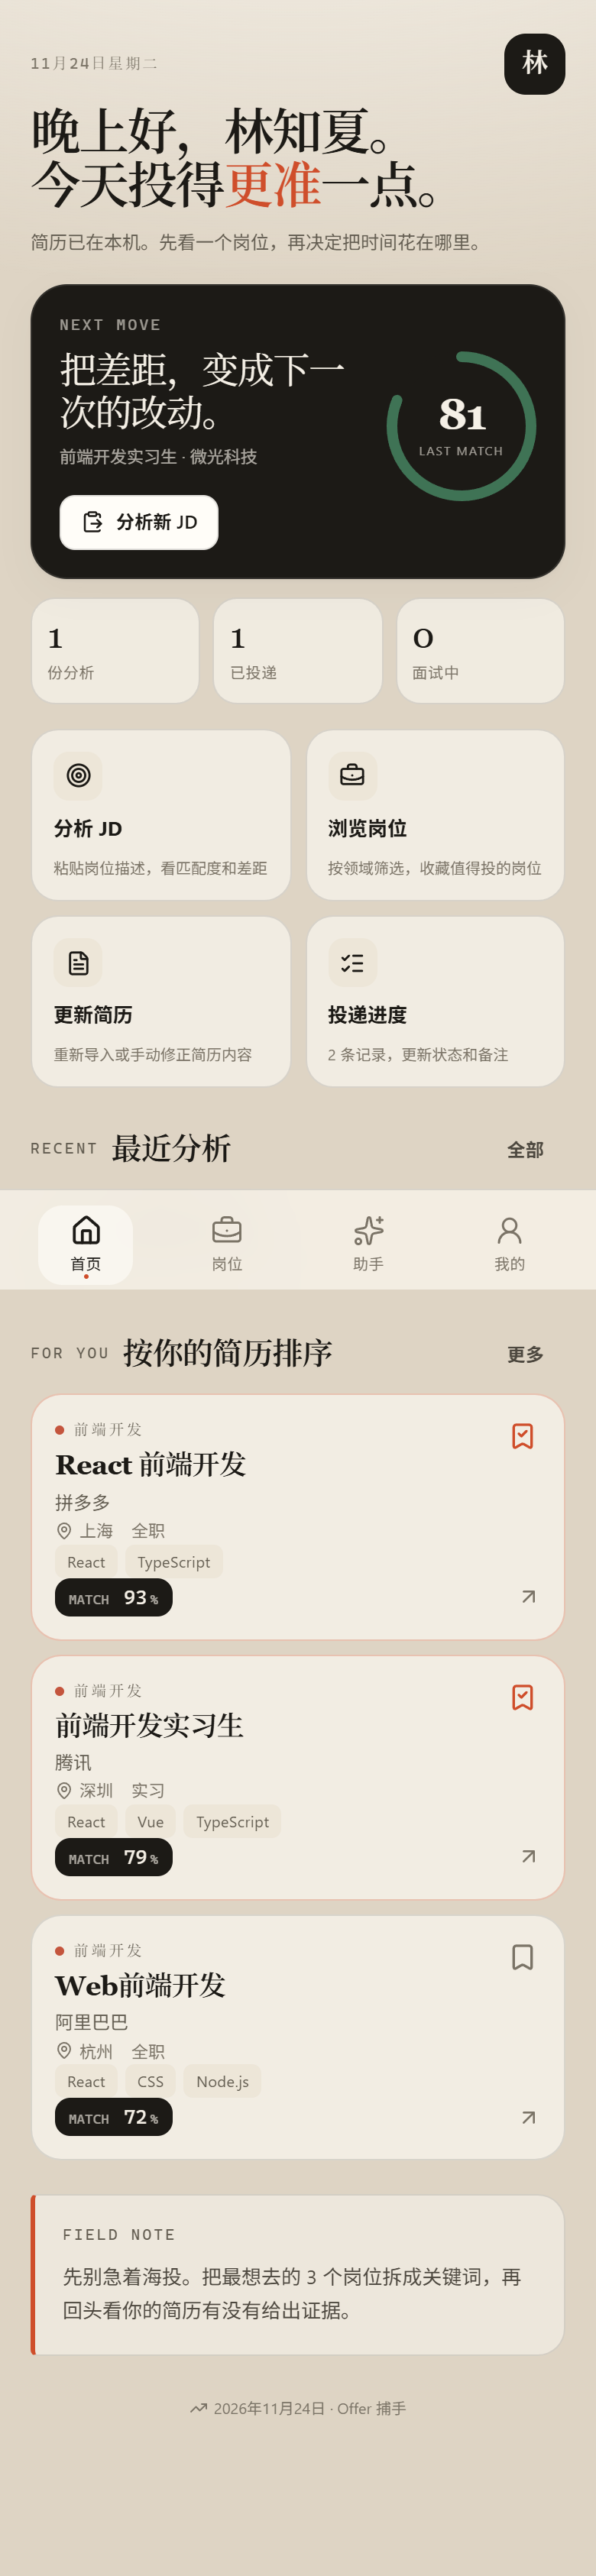 11月24日星期二
林
晚上好，林知夏。
今天投得更准一点。
简历已在本机。先看一个岗位，再决定把时间花在哪里。
NEXT MOVE
把差距，变成下一
次的改动。
前端开发实习生 · 微光科技
81
LAST MATCH
分析新 JD
1
份分析
1
已投递
0
面试中
分析 JD
粘贴岗位描述，看匹配度和差距
浏览岗位
按领域筛选，收藏值得投的岗位
更新简历
重新导入或手动修正简历内容
投递进度
2 条记录，更新状态和备注
RECENT 最近分析 全部
首页 岗位 助手 我的
FOR YOU 按你的简历排序 更多
前端开发
React 前端开发
拼多多
上海 全职
React TypeScript
MATCH 93%
前端开发
前端开发实习生
腾讯
深圳 实习
React Vue TypeScript
MATCH 79%
前端开发
Web前端开发
阿里巴巴
杭州 全职
React CSS Node.js
MATCH 72%
FIELD NOTE
先别急着海投。把最想去的 3 个岗位拆成关键词，再
回头看你的简历有没有给出证据。
2026年11月24日 · Offer 捕手